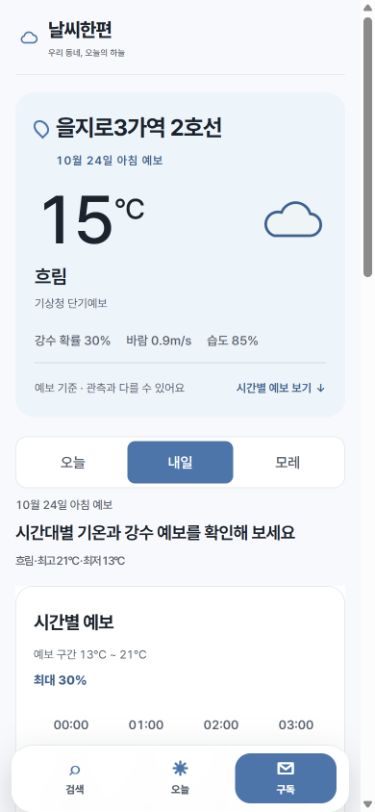 날씨한편
우리 동네, 오늘의 하늘
을지로3가역 2호선
10월 24일 아침 예보
15℃
흐림
기상청 단기예보
강수 확률 30% 바람 0.9m/s 습도 85%
예보 기준 · 관측과 다를 수 있어요 시간별 예보 보기 ↓
오늘 내일 모레
10월 24일 아침 예보
시간대별 기온과 강수 예보를 확인해 보세요
흐림·최고 21℃·최저 13℃
시간별 예보
예보 구간 13℃ ~ 21℃
최대 30%
00:00 01:00 02:00 03:00
검색 오늘 구독